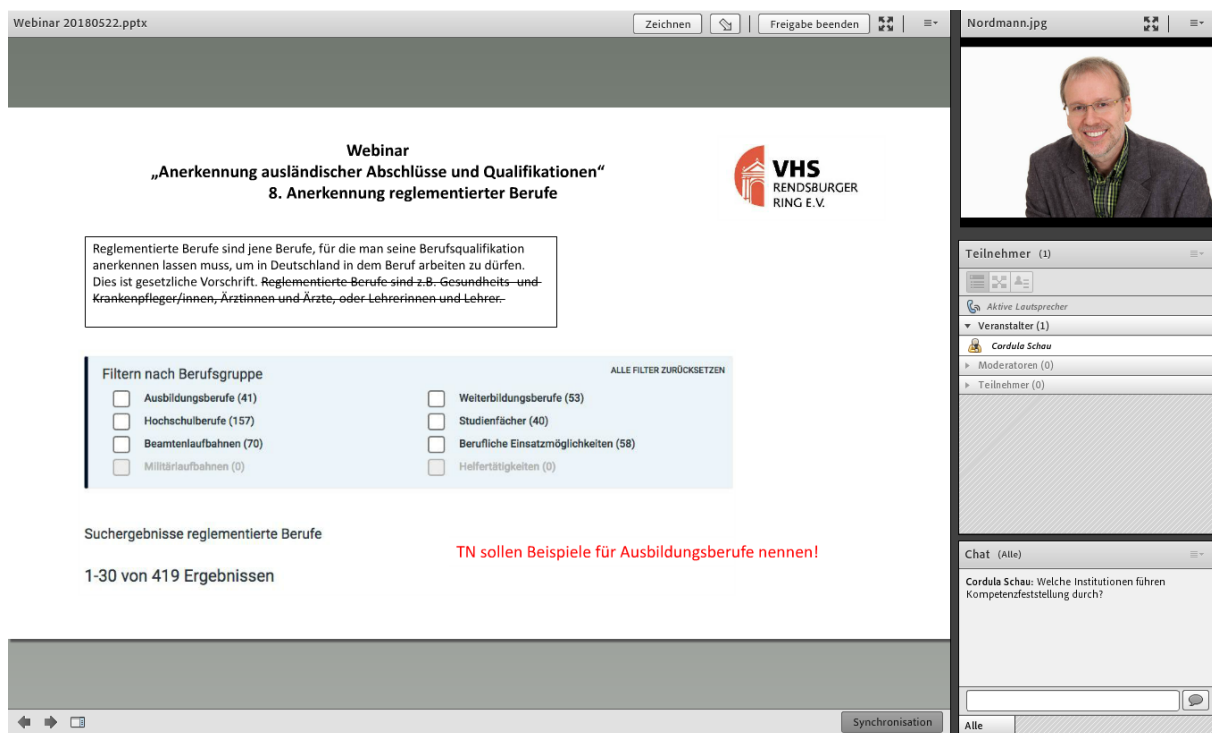 Webinar 20180522.pptx
Zeichnen
Freigabe beenden
Webinar
„Anerkennung ausländischer Abschlüsse und Qualifikationen“
8. Anerkennung reglementierter Berufe
VHS
RENDSBURGER
RING E.V.
Reglementierte Berufe sind jene Berufe, für die man seine Berufsqualifikation
anerkennen lassen muss, um in Deutschland in dem Beruf arbeiten zu dürfen.
Dies ist gesetzliche Vorschrift. Reglementierte Berufe sind z.B. Gesundheits- und
Krankenpfleger/innen, Ärztinnen und Ärzte, oder Lehrerinnen und Lehrer.
Filtern nach Berufsgruppe
ALLE FILTER ZURÜCKSETZEN
Ausbildungsberufe (41)
Weiterbildungsberufe (53)
Hochschulberufe (157)
Studienfächer (40)
Beamtenlaufbahnen (70)
Berufliche Einsatzmöglichkeiten (58)
Militärlaufbahnen (0)
Helfertätigkeiten (0)
Suchergebnisse reglementierte Berufe
TN sollen Beispiele für Ausbildungsberufe nennen!
1-30 von 419 Ergebnissen
Synchronisation
Nordmann.jpg
Teilnehmer (1)
Aktive Lautsprecher
Veranstalter (1)
Cordula Schau
Moderatoren (0)
Teilnehmer (0)
Chat (Alle)
Cordula Schau: Welche Institutionen führen
Kompetenzfeststellung durch?
Alle